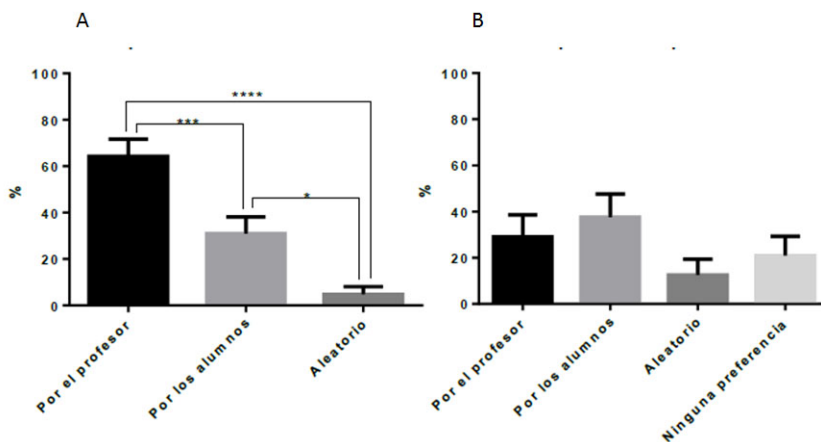 A
%
100
80
60
40
20
0
****
***
*
Por el profesor
Por los alumnos
Aleatorio
B
%
100
80
60
40
20
0
Por el profesor
Por los alumnos
Aleatorio
Ninguna preferencia